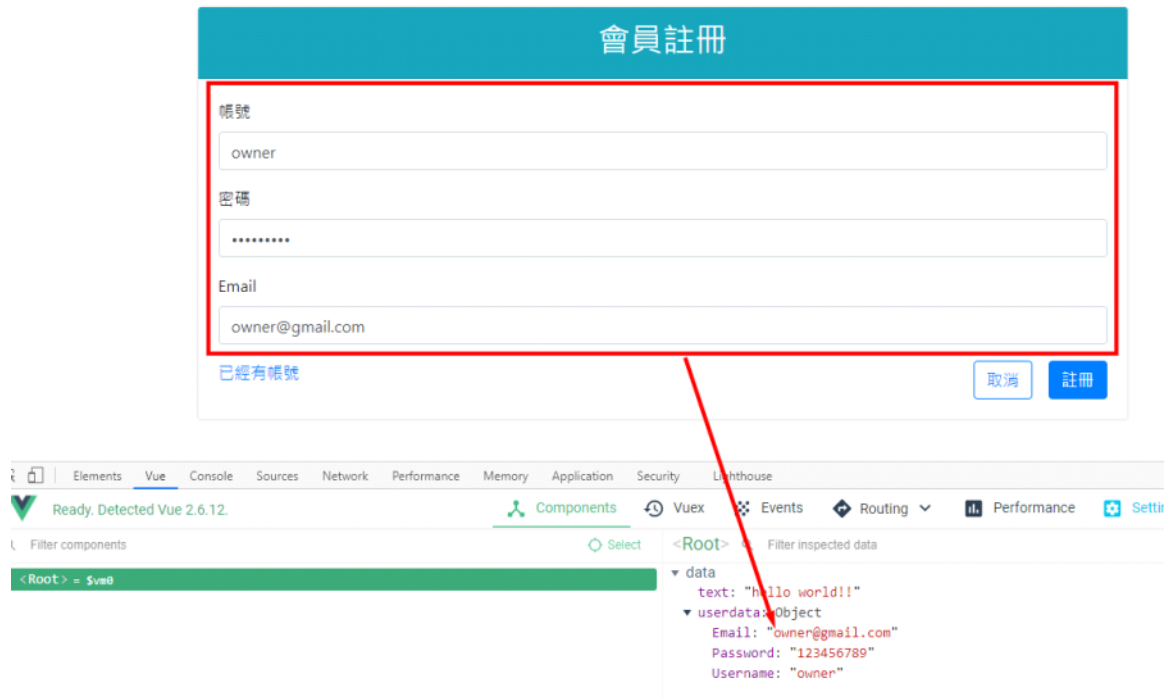 會員註冊
帳號
owner
密碼
•••••••••
Email
owner@gmail.com
已經有帳號
取消
註冊
Elements Vue Console Sources Network Performance Memory Application Security Lighthouse
Ready. Detected Vue 2.6.12.
Components Vuex Events Routing Performance
Filter components
Select
<Root> Filter inspected data
<Root> = $vm0
data
text: "hello world!!"
userdata: Object
Email: "owner@gmail.com"
Password: "123456789"
Username: "owner"